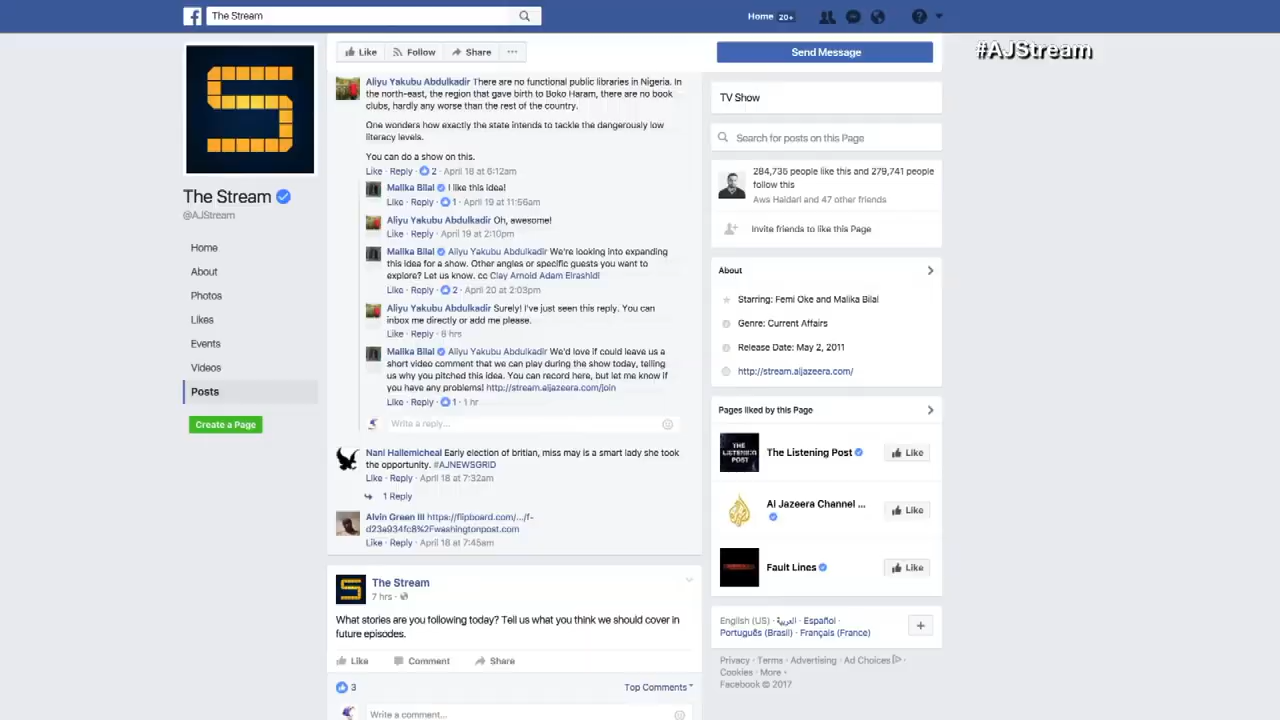 The Stream
Home 20+
#AJStream
Like
Follow
Share
Send Message
The Stream
@AJStream
Home
About
Photos
Likes
Events
Videos
Posts
Create a Page
Aliyu Yakubu Abdulkadir There are no functional public libraries in Nigeria. In
the north-east, the region that gave birth to Boko Haram, there are no book
clubs, hardly any worse than the rest of the country.
One wonders how exactly the state intends to tackle the dangerously low
literacy levels.
You can do a show on this.
Like · Reply · 2 · April 18 at 6:12am
Malika Bilal I like this idea!
Like · Reply · 1 · April 19 at 11:56am
Aliyu Yakubu Abdulkadir Oh, awesome!
Like · Reply · April 19 at 2:10pm
Malika Bilal Aliyu Yakubu Abdulkadir We're looking into expanding
this idea for a show. Other angles or specific guests you want to
explore? Let us know. cc Clay Arnold Adam Elrashidi
Like · Reply · 2 · April 20 at 2:03pm
Aliyu Yakubu Abdulkadir Surely! I've just seen this reply. You can
inbox me directly or add me please.
Like · Reply · 6 hrs
Malika Bilal Aliyu Yakubu Abdulkadir We'd love if could leave us a
short video comment that we can play during the show today, telling
us why you pitched this idea. You can record here, but let me know if
you have any problems! http://stream.aljazeera.com/join
Like · Reply · 1 · 1 hr
Write a reply...
Nani Hallemicheal Early election of britian, miss may is a smart lady she took
the opportunity. #AJNEWSGRID
Like · Reply · April 18 at 7:32am
1 Reply
Alvin Green III https://flipboard.com/.../f-
d23a934fc8%2Fwashingtonpost.com
Like · Reply · April 18 at 7:45am
The Stream
7 hrs ·
What stories are you following today? Tell us what you think we should cover in
future episodes.
Like
Comment
Share
3
Top Comments
Write a comment...
TV Show
Search for posts on this Page
284,735 people like this and 279,741 people
follow this
Aws Haidari and 47 other friends
Invite friends to like this Page
About
Starring: Femi Oke and Malika Bilal
Genre: Current Affairs
Release Date: May 2, 2011
http://stream.aljazeera.com/
Pages liked by this Page
THE
LISTENING
POST
The Listening Post
Like
Al Jazeera Channel ...
Like
Fault Lines
Like
English (US) · العربية · Español ·
Português (Brasil) · Français (France)
Privacy · Terms · Advertising · Ad Choices ·
Cookies · More
Facebook © 2017